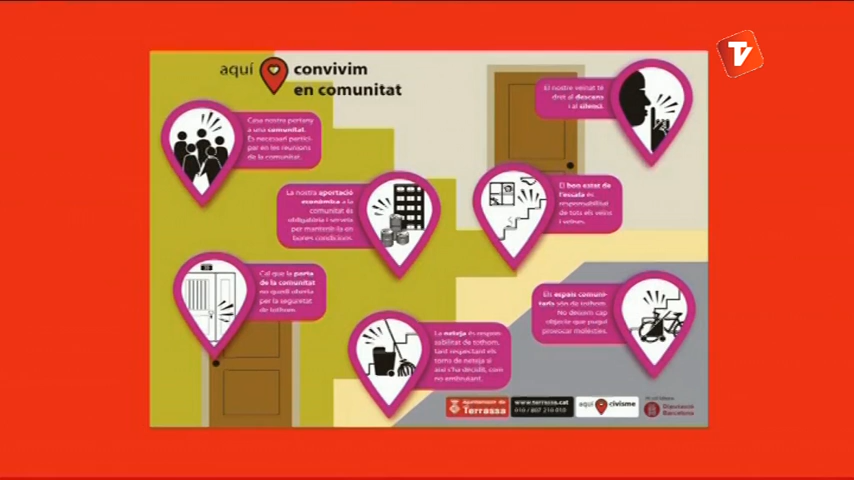 TV
aquí convivim
en comunitat
Casa nostra pertany
a una comunitat.
És necessari partici-
par en les reunions
de la comunitat.
El nostre veïnat té
dret al descans
i al silenci.
La nostra aportació
econòmica a la
comunitat és
obligatòria i serveix
per mantenir-la en
bones condicions.
El bon estat de
l'escala és
responsabilitat
de tots els veïns
i veïnes.
Cal que la porta
de la comunitat
no quedi oberta
per la seguretat
de tothom.
Els espais comuni-
taris són de tothom.
No deixem cap
objecte que pugui
provocar molèsties.
La neteja és respon-
sabilitat de tothom,
tant respectant els
torns de neteja si
així s'ha decidit, com
no embrutant.
Ajuntament de
Terrassa
www.terrassa.cat
010 / 807 210 010
aquí civisme
Diputació
Barcelona